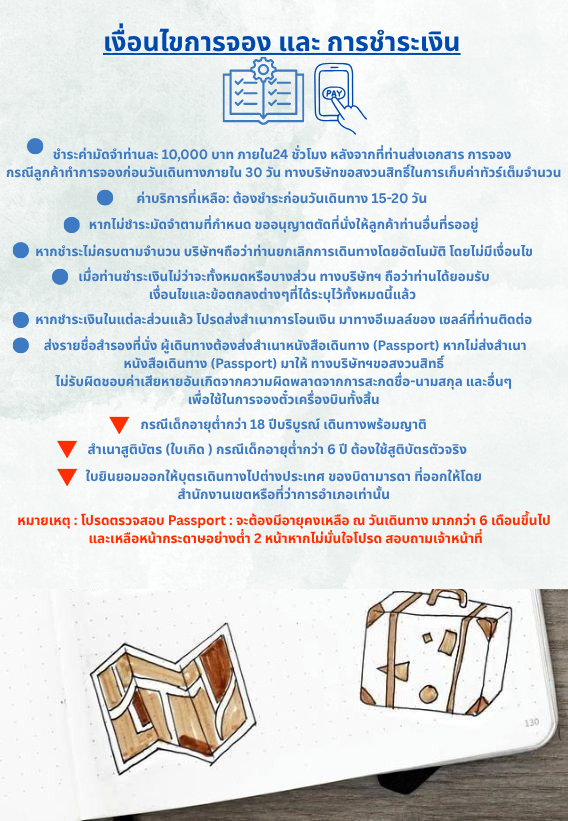 เงื่อนไขการจอง และ การชำระเงิน
PAY
ชำระค่ามัดจำท่านละ 10,000 บาท ภายใน24 ชั่วโมง หลังจากที่ท่านส่งเอกสาร การจอง
กรณีลูกค้าทำการจองก่อนวันเดินทางภายใน 30 วัน ทางบริษัทขอสงวนสิทธิ์ในการเก็บค่าทัวร์เต็มจำนวน
ค่าบริการที่เหลือ: ต้องชำระก่อนวันเดินทาง 15-20 วัน
หากไม่ชำระมัดจำตามที่กำหนด ขออนุญาตตัดที่นั่งให้ลูกค้าท่านอื่นที่รออยู่
หากชำระไม่ครบตามจำนวน บริษัทฯถือว่าท่านยกเลิกการเดินทางโดยอัตโนมัติ โดยไม่มีเงื่อนไข
เมื่อท่านชำระเงินไม่ว่าจะทั้งหมดหรือบางส่วน ทางบริษัทฯ ถือว่าท่านได้ยอมรับ
เงื่อนไขและข้อตกลงต่างๆที่ได้ระบุไว้ทั้งหมดนี้แล้ว
หากชำระเงินในแต่ละส่วนแล้ว โปรดส่งสำเนาการโอนเงิน มาทางอีเมลล์ของ เซลล์ที่ท่านติดต่อ
ส่งรายชื่อสำรองที่นั่ง ผู้เดินทางต้องส่งสำเนาหนังสือเดินทาง (Passport) หากไม่ส่งสำเนา
หนังสือเดินทาง (Passport) มาให้ ทางบริษัทฯขอสงวนสิทธิ์
ไม่รับผิดชอบค่าเสียหายอันเกิดจากความผิดพลาดจากการสะกดชื่อ-นามสกุล และอื่นๆ
เพื่อใช้ในการจองตั๋วเครื่องบินทั้งสิ้น
กรณีเด็กอายุต่ำกว่า 18 ปีบริบูรณ์ เดินทางพร้อมญาติ
สำเนาสูติบัตร (ใบเกิด ) กรณีเด็กอายุต่ำกว่า 6 ปี ต้องใช้สูติบัตรตัวจริง
ใบยินยอมออกให้บุตรเดินทางไปต่างประเทศ ของบิดามารดา ที่ออกให้โดย
สำนักงานเขตหรือที่ว่าการอำเภอเท่านั้น
หมายเหตุ : โปรดตรวจสอบ Passport : จะต้องมีอายุคงเหลือ ณ วันเดินทาง มากกว่า 6 เดือนขึ้นไป
และเหลือหน้ากระดาษอย่างต่ำ 2 หน้าหากไม่มั่นใจโปรด สอบถามเจ้าหน้าที่
130